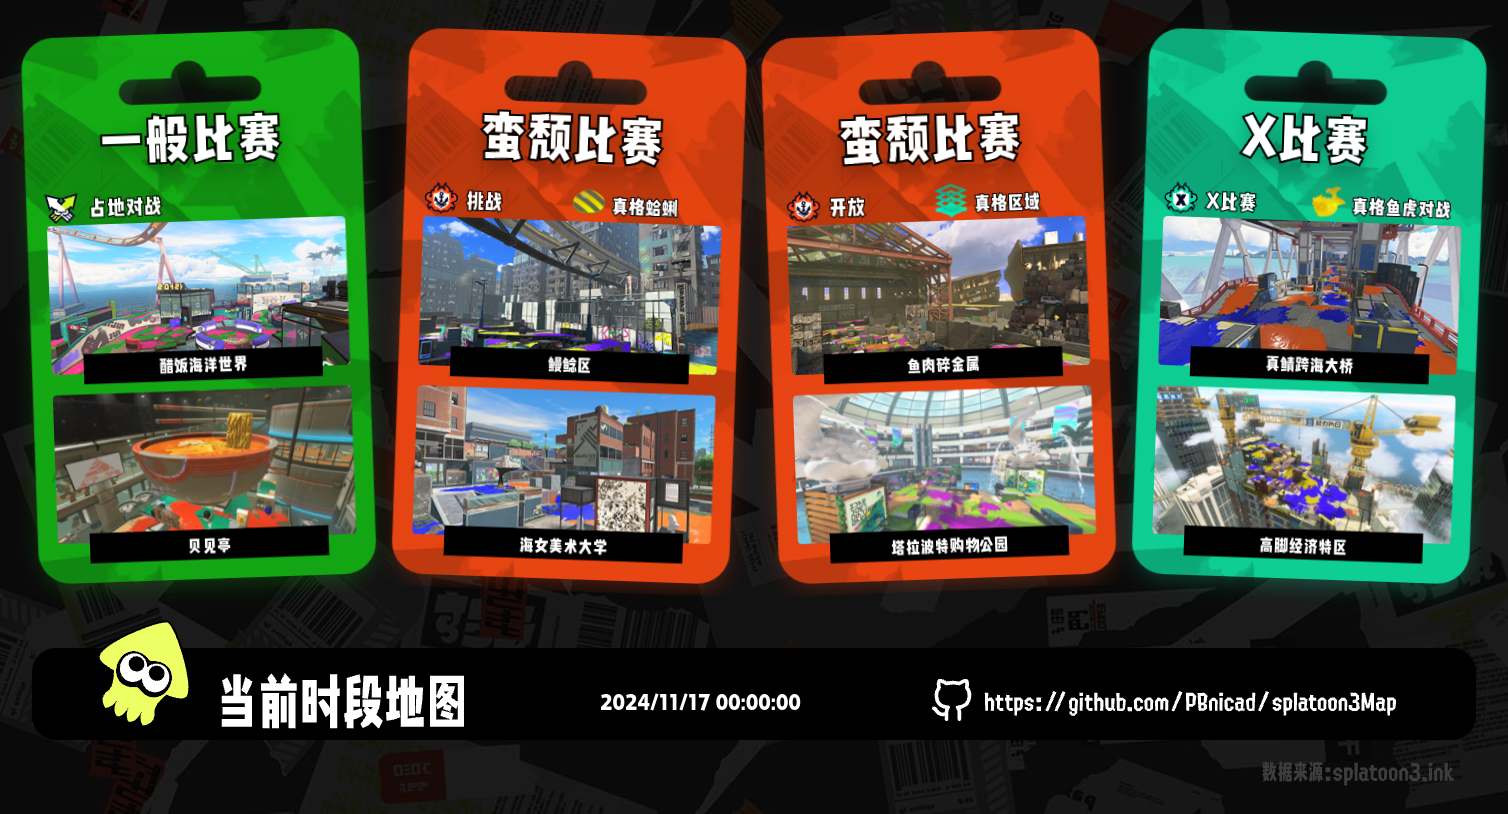 一般比赛
占地对战
醋饭海洋世界
贝见亭
蛮颓比赛
挑战
真格蛤蜊
鳗鲶区
海女美术大学
蛮颓比赛
开放
真格区域
鱼肉碎金属
塔拉波特购物公园
X比赛
X比赛
真格鱼虎对战
真鲭跨海大桥
高脚经济特区
当前时段地图
2024/11/17 00:00:00
https://github.com/PBnicad/splatoon3Map
数据来源:splatoon3.ink